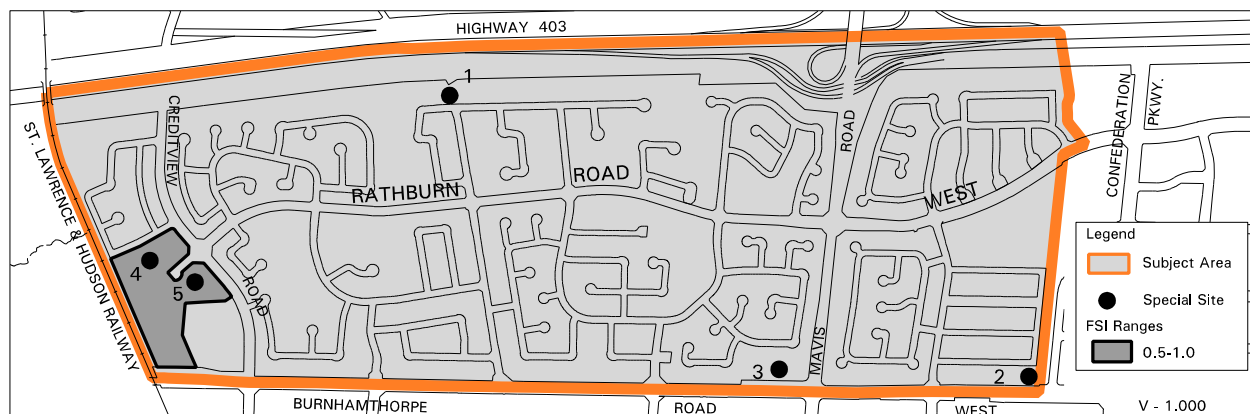 HIGHWAY 403
1
CREDITVIEW
ROAD
CONFEDERATION
PKWY.
ST. LAWRENCE & HUDSON RAILWAY
RATHBURN
ROAD
WEST
Legend
Subject Area
Special Site
FSI Ranges
0.5-1.0
4
5
ROAD
MAVIS
3
2
BURNHAMTHORPE
ROAD
WEST
V - 1.000